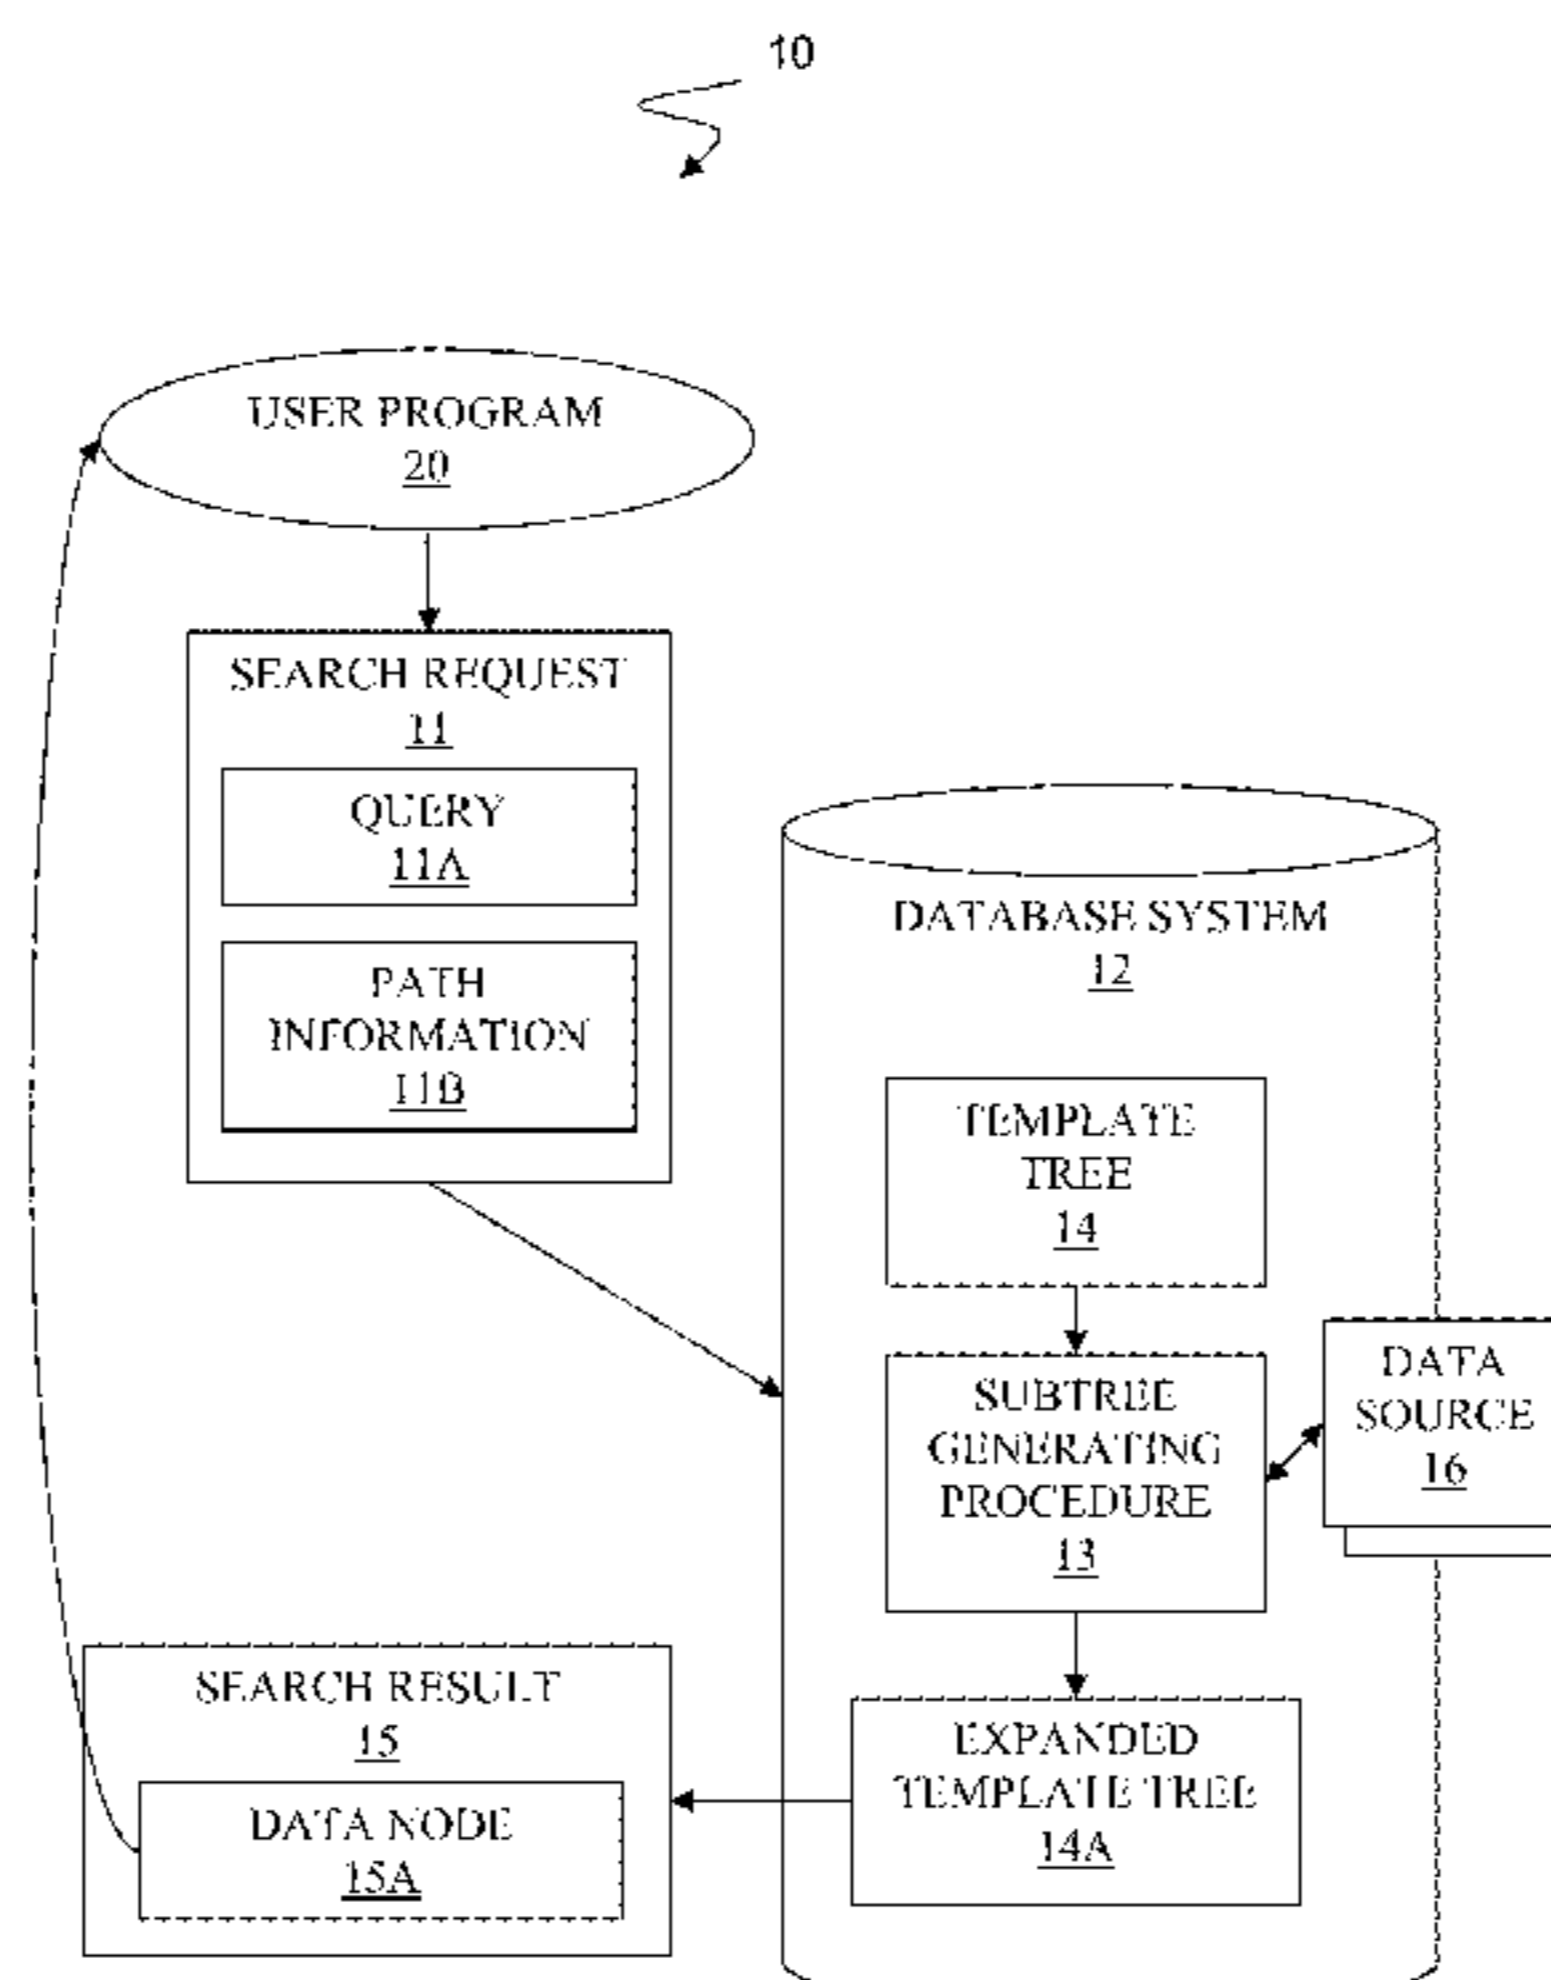 10
USER PROGRAM
20
SEARCH REQUEST
11
QUERY
11A
PATH
INFORMATION
11B
DATABASE SYSTEM
12
TEMPLATE
TREE
14
SUBTREE
GENERATING
PROCEDURE
13
DATA
SOURCE
16
SEARCH RESULT
15
DATA NODE
15A
EXPANDED
TEMPLATE TREE
14A